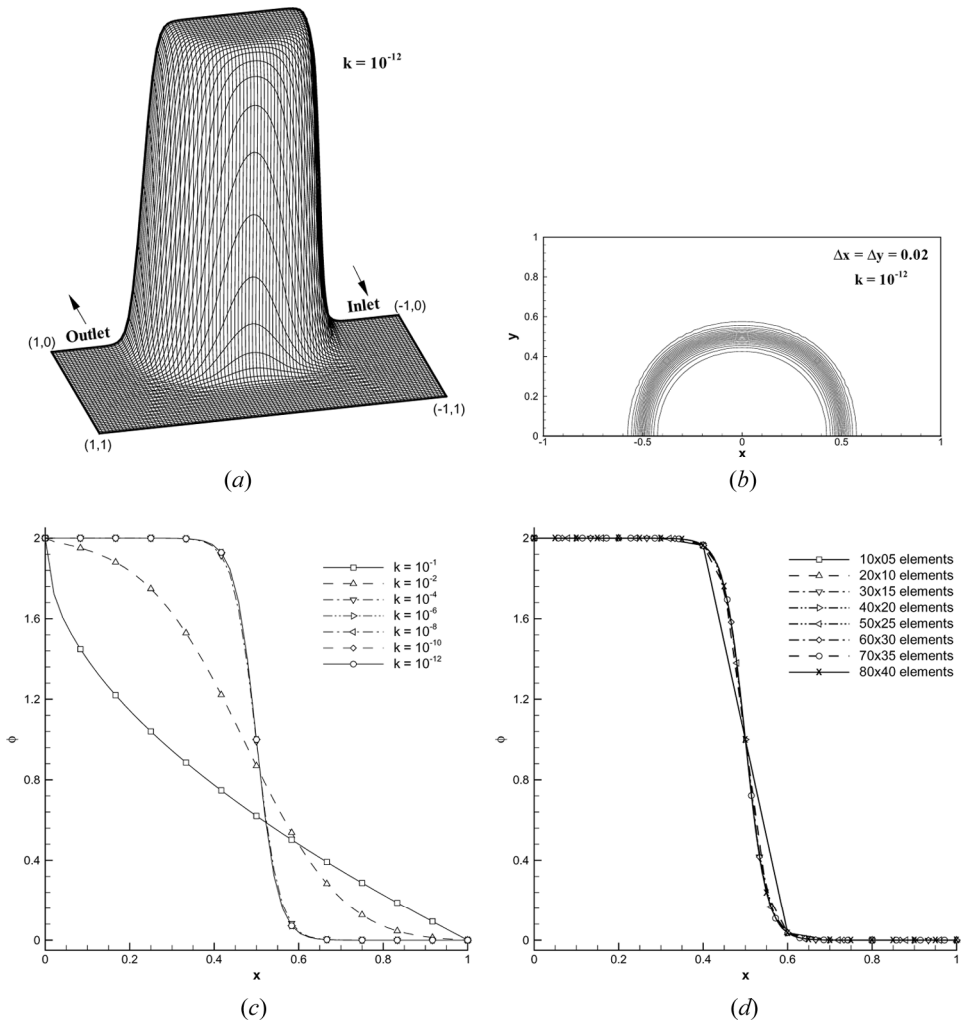 k = 10⁻¹²
Inlet
(-1,0)
Outlet
(1,0)
(-1,1)
(1,1)
(a)
Δx = Δy = 0.02
k = 10⁻¹²
1
0.8
0.6
0.4
0.2
0
y
-1 -0.5 0 0.5 1
x
(b)
2
1.6
1.2
0.8
0.4
0
ϕ
k = 10⁻¹
k = 10⁻²
k = 10⁻⁴
k = 10⁻⁶
k = 10⁻⁸
k = 10⁻¹⁰
k = 10⁻¹²
0 0.2 0.4 0.6 0.8 1
x
(c)
2
1.6
1.2
0.8
0.4
0
ϕ
10x05 elements
20x10 elements
30x15 elements
40x20 elements
50x25 elements
60x30 elements
70x35 elements
80x40 elements
0 0.2 0.4 0.6 0.8 1
x
(d)